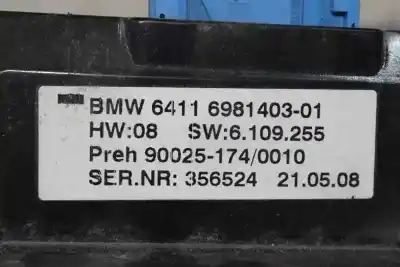 BMW 6411 6981403-01
HW:08 SW:6.109.255
Preh 90025-174/0010
SER.NR: 356524 21.05.08